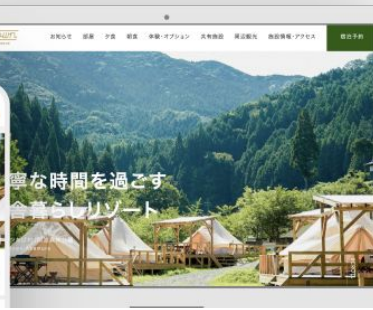 お知らせ 部屋 夕食 朝食 体験・オプション 共有施設 周辺観光 施設情報・アクセス 宿泊予約
寧な時間を過ごす
舎暮らしリゾート